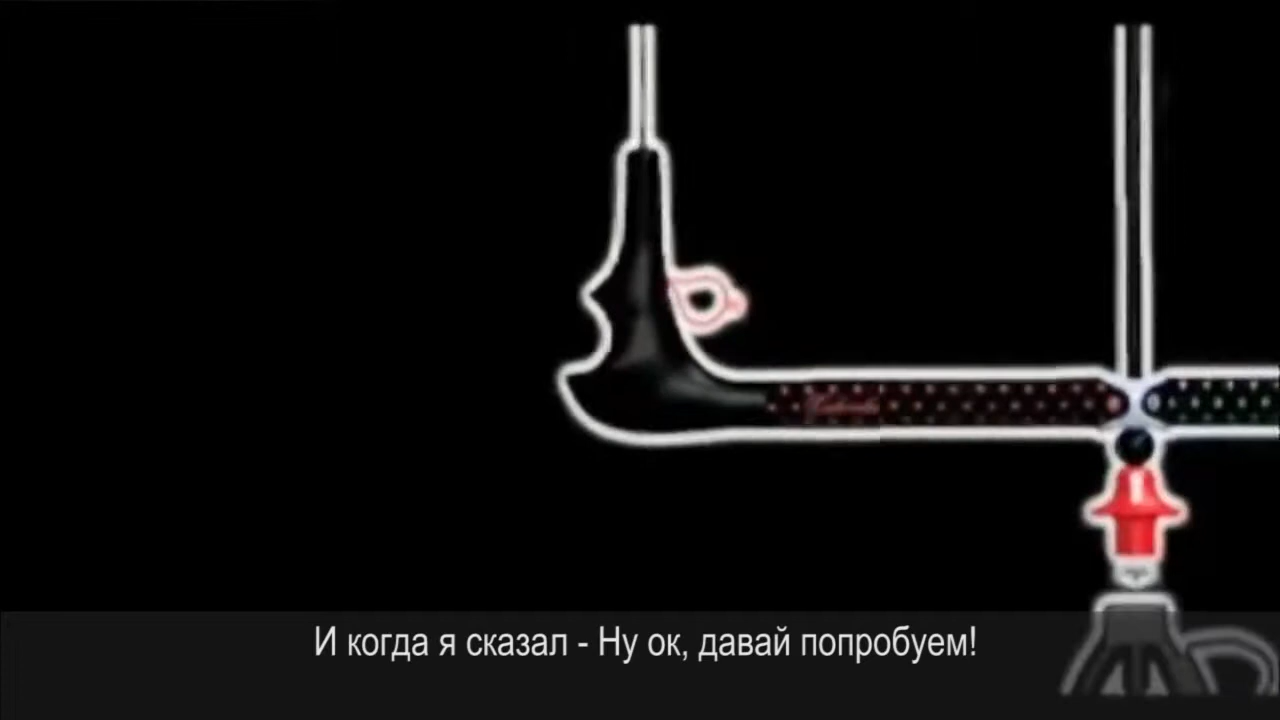 И когда я сказал - Ну ок, давай попробуем!